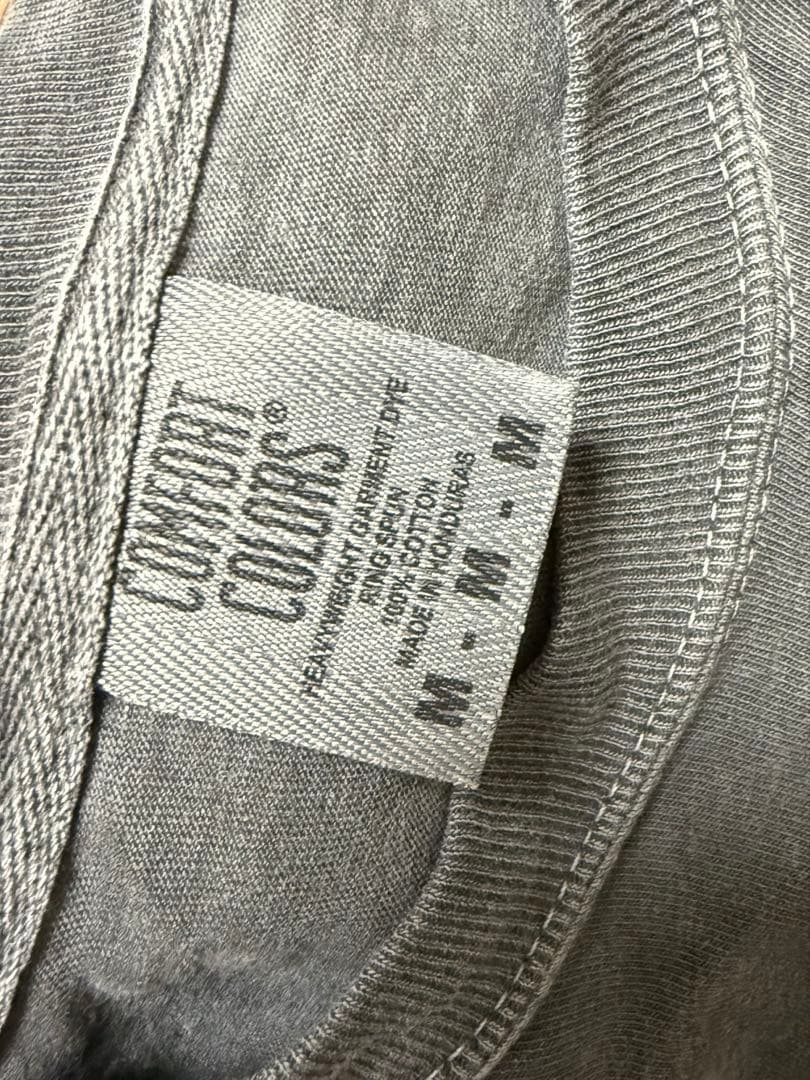 COMFORT
COLORS®
HEAVYWEIGHT GARMENT DYE
RING SPUN
100% COTTON
MADE IN HONDURAS
M - M - M